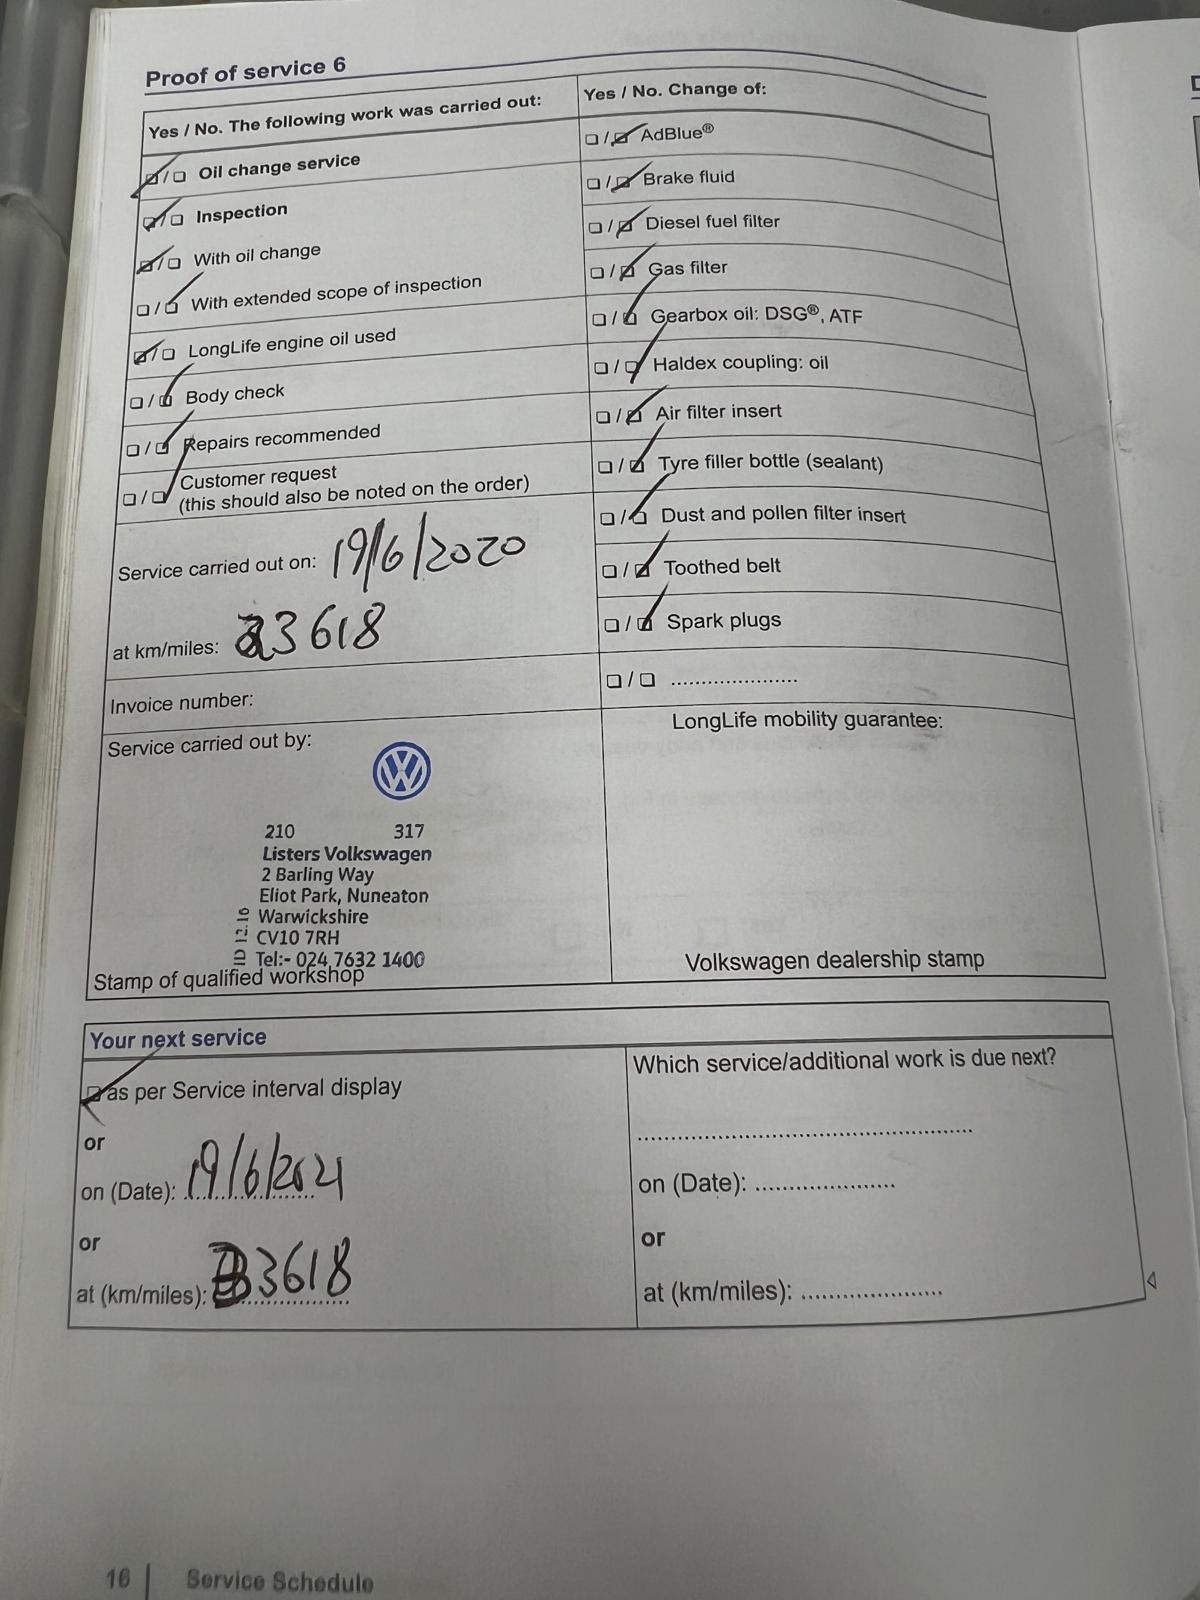 Proof of service 6
Yes / No. The following work was carried out:
Oil change service
Inspection
With oil change
With extended scope of inspection
LongLife engine oil used
Body check
Repairs recommended
Customer request
(this should also be noted on the order)
Service carried out on: 19/6/2020
at km/miles: 3618
Invoice number:
Service carried out by:
210 317
Listers Volkswagen
2 Barling Way
Eliot Park, Nuneaton
Warwickshire
CV10 7RH
Tel:- 024 7632 1400
ID 12.16
Stamp of qualified workshop
Yes / No. Change of:
AdBlue®
Brake fluid
Diesel fuel filter
Gas filter
Gearbox oil: DSG®, ATF
Haldex coupling: oil
Air filter insert
Tyre filler bottle (sealant)
Dust and pollen filter insert
Toothed belt
Spark plugs
LongLife mobility guarantee:
Volkswagen dealership stamp
Your next service
as per Service interval display
or
on (Date): 19/6/2021
or
at (km/miles): 3618
Which service/additional work is due next?
on (Date):
or
at (km/miles):
16 | Service Schedule